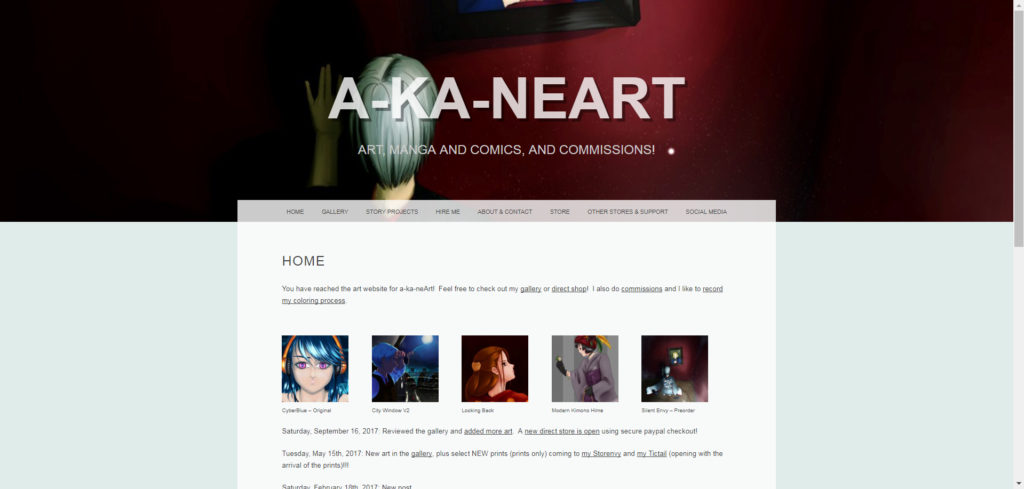 A-KA-NEART
ART, MANGA AND COMICS, AND COMMISSIONS!
HOME GALLERY STORY PROJECTS HIRE ME ABOUT & CONTACT STORE OTHER STORES & SUPPORT SOCIAL MEDIA
HOME
You have reached the art website for a-ka-neArt! Feel free to check out my gallery or direct shop! I also do commissions and I like to record
my coloring process.
CyberBlue – Original City Window V2 Looking Back Modern Kimono Hime Silent Envy – Preorder
Saturday, September 16, 2017: Reviewed the gallery and added more art. A new direct store is open using secure paypal checkout!
Tuesday, May 15th, 2017: New art in the gallery, plus select NEW prints (prints only) coming to my Storenvy and my Tictail (opening with the
arrival of the prints)!!!
Saturday, February 18th, 2017: New post